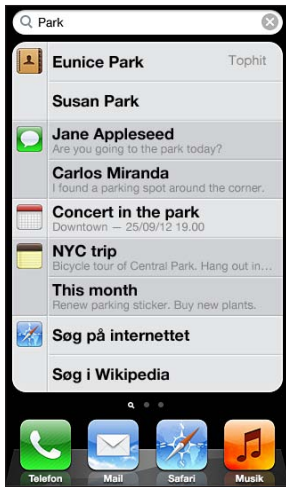 Park
Eunice Park Tophit
Susan Park
Jane Appleseed
Are you going to the park today?
Carlos Miranda
I found a parking spot around the corner.
Concert in the park
Downtown — 25/09/12 19.00
NYC trip
Bicycle tour of Central Park. Hang out in...
This month
Renew parking sticker. Buy new plants.
Søg på internettet
Søg i Wikipedia
Telefon Mail Safari Musik